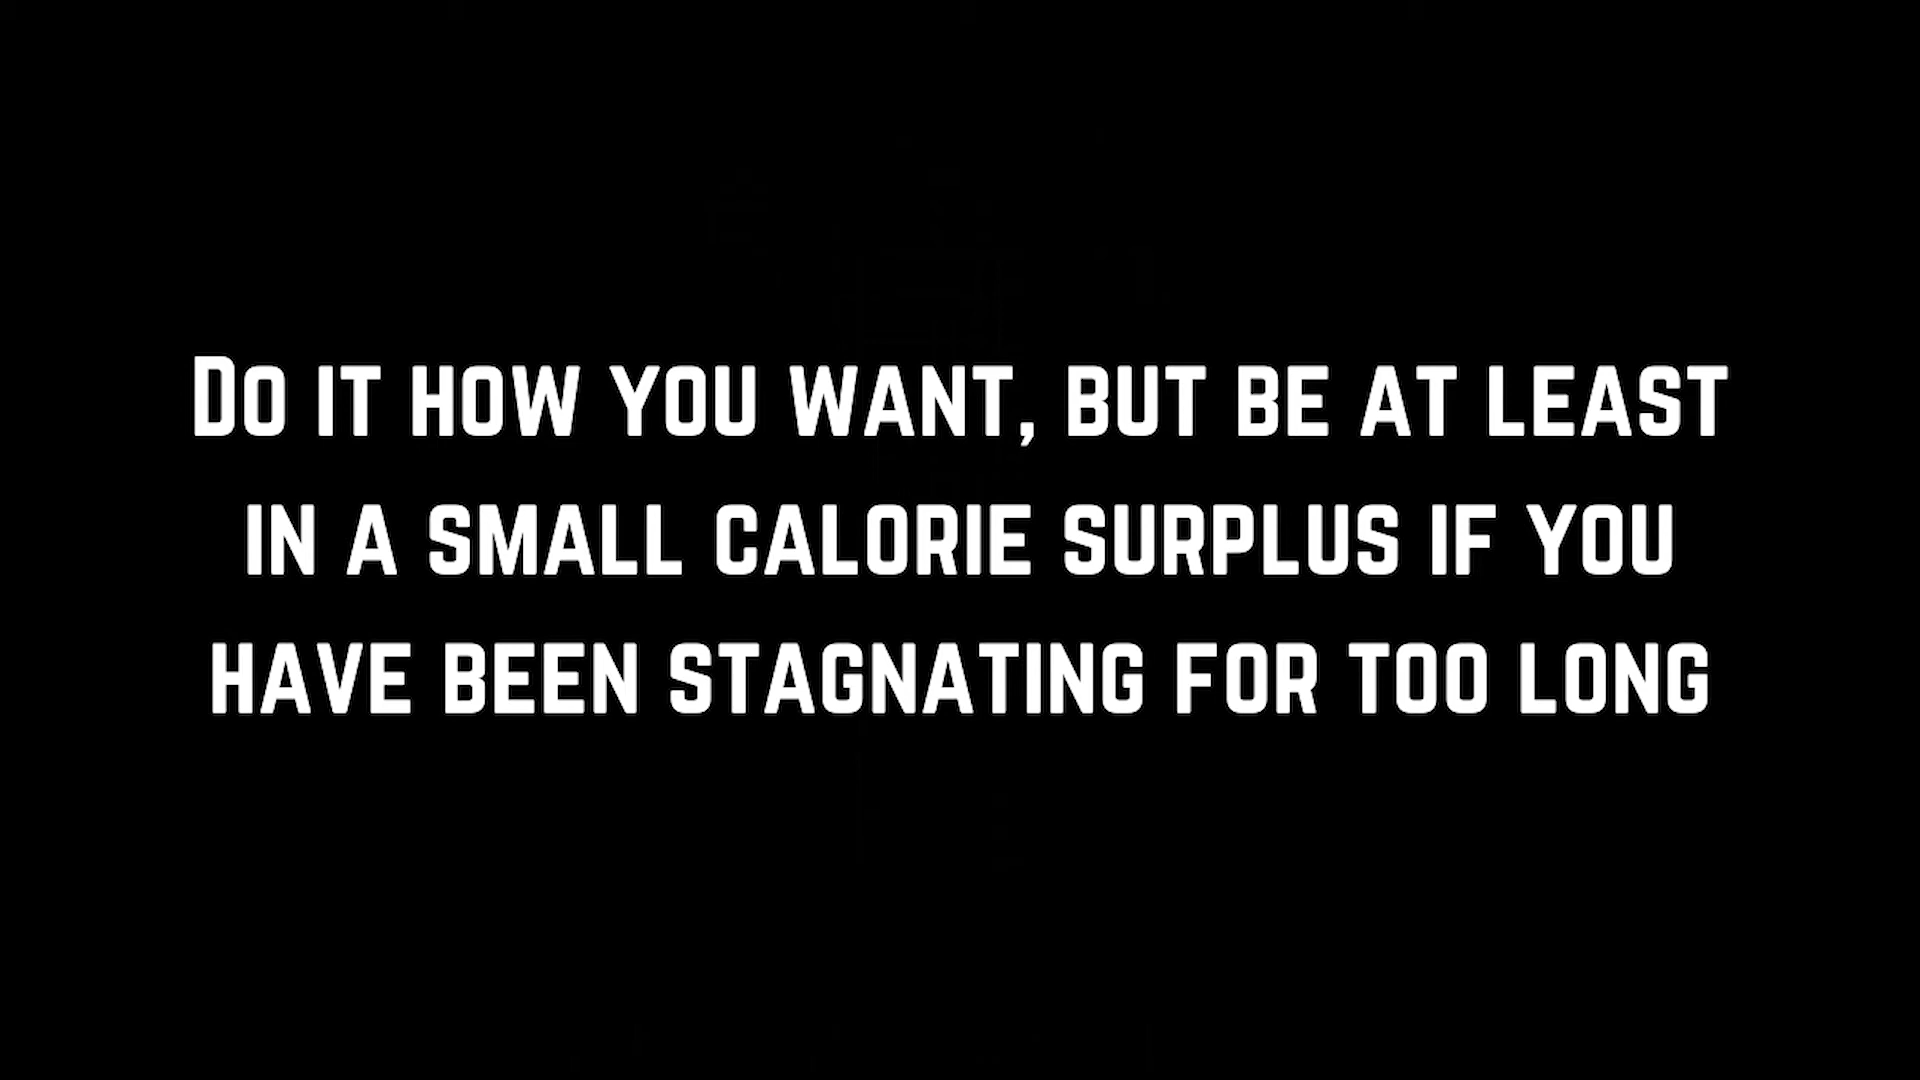 Do it how you want, but be at least
in a small calorie surplus if you
have been stagnating for too long